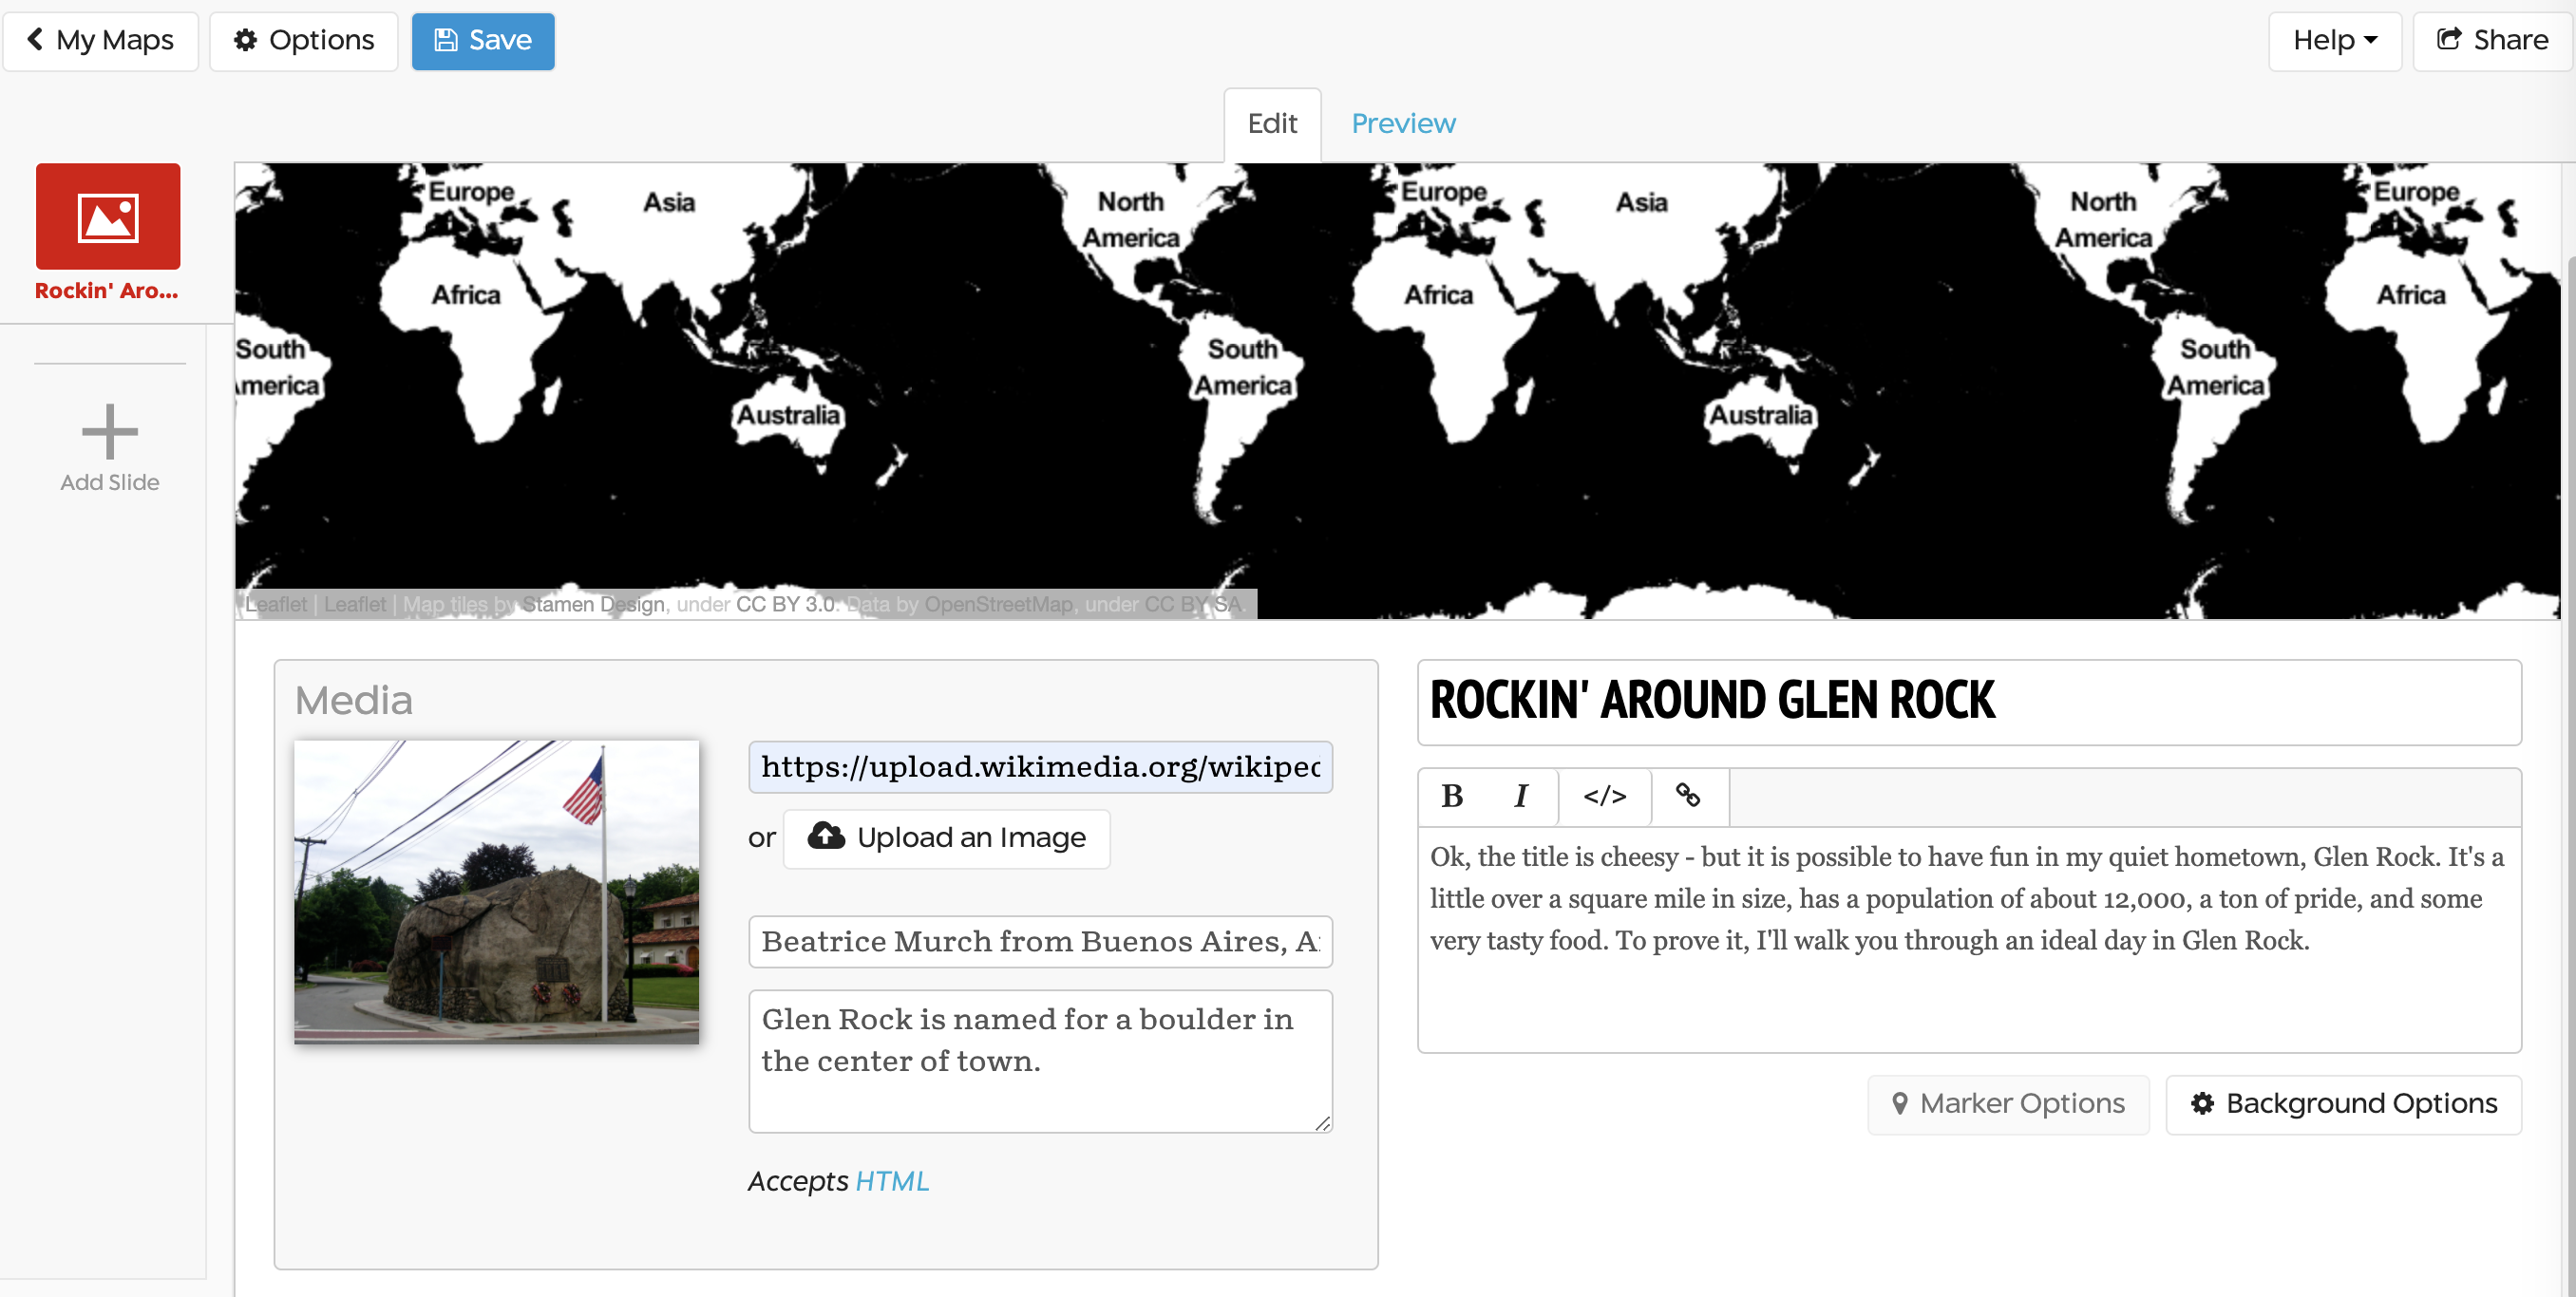 My Maps
Options
Save
Help
Share
Edit
Preview
Rockin' Aro...
Add Slide
Europe
Asia
North America
Europe
Asia
North America
Europe
Africa
Africa
Africa
South
merica
South America
South America
Australia
Australia
Leaflet | Leaflet | Map tiles by Stamen Design, under CC BY 3.0. Data by OpenStreetMap, under CC BY SA.
Media
https://upload.wikimedia.org/wikiped
or
Upload an Image
Beatrice Murch from Buenos Aires, A
Glen Rock is named for a boulder in
the center of town.
Accepts HTML
ROCKIN' AROUND GLEN ROCK
B I </>
Ok, the title is cheesy - but it is possible to have fun in my quiet hometown, Glen Rock. It's a
little over a square mile in size, has a population of about 12,000, a ton of pride, and some
very tasty food. To prove it, I'll walk you through an ideal day in Glen Rock.
Marker Options
Background Options